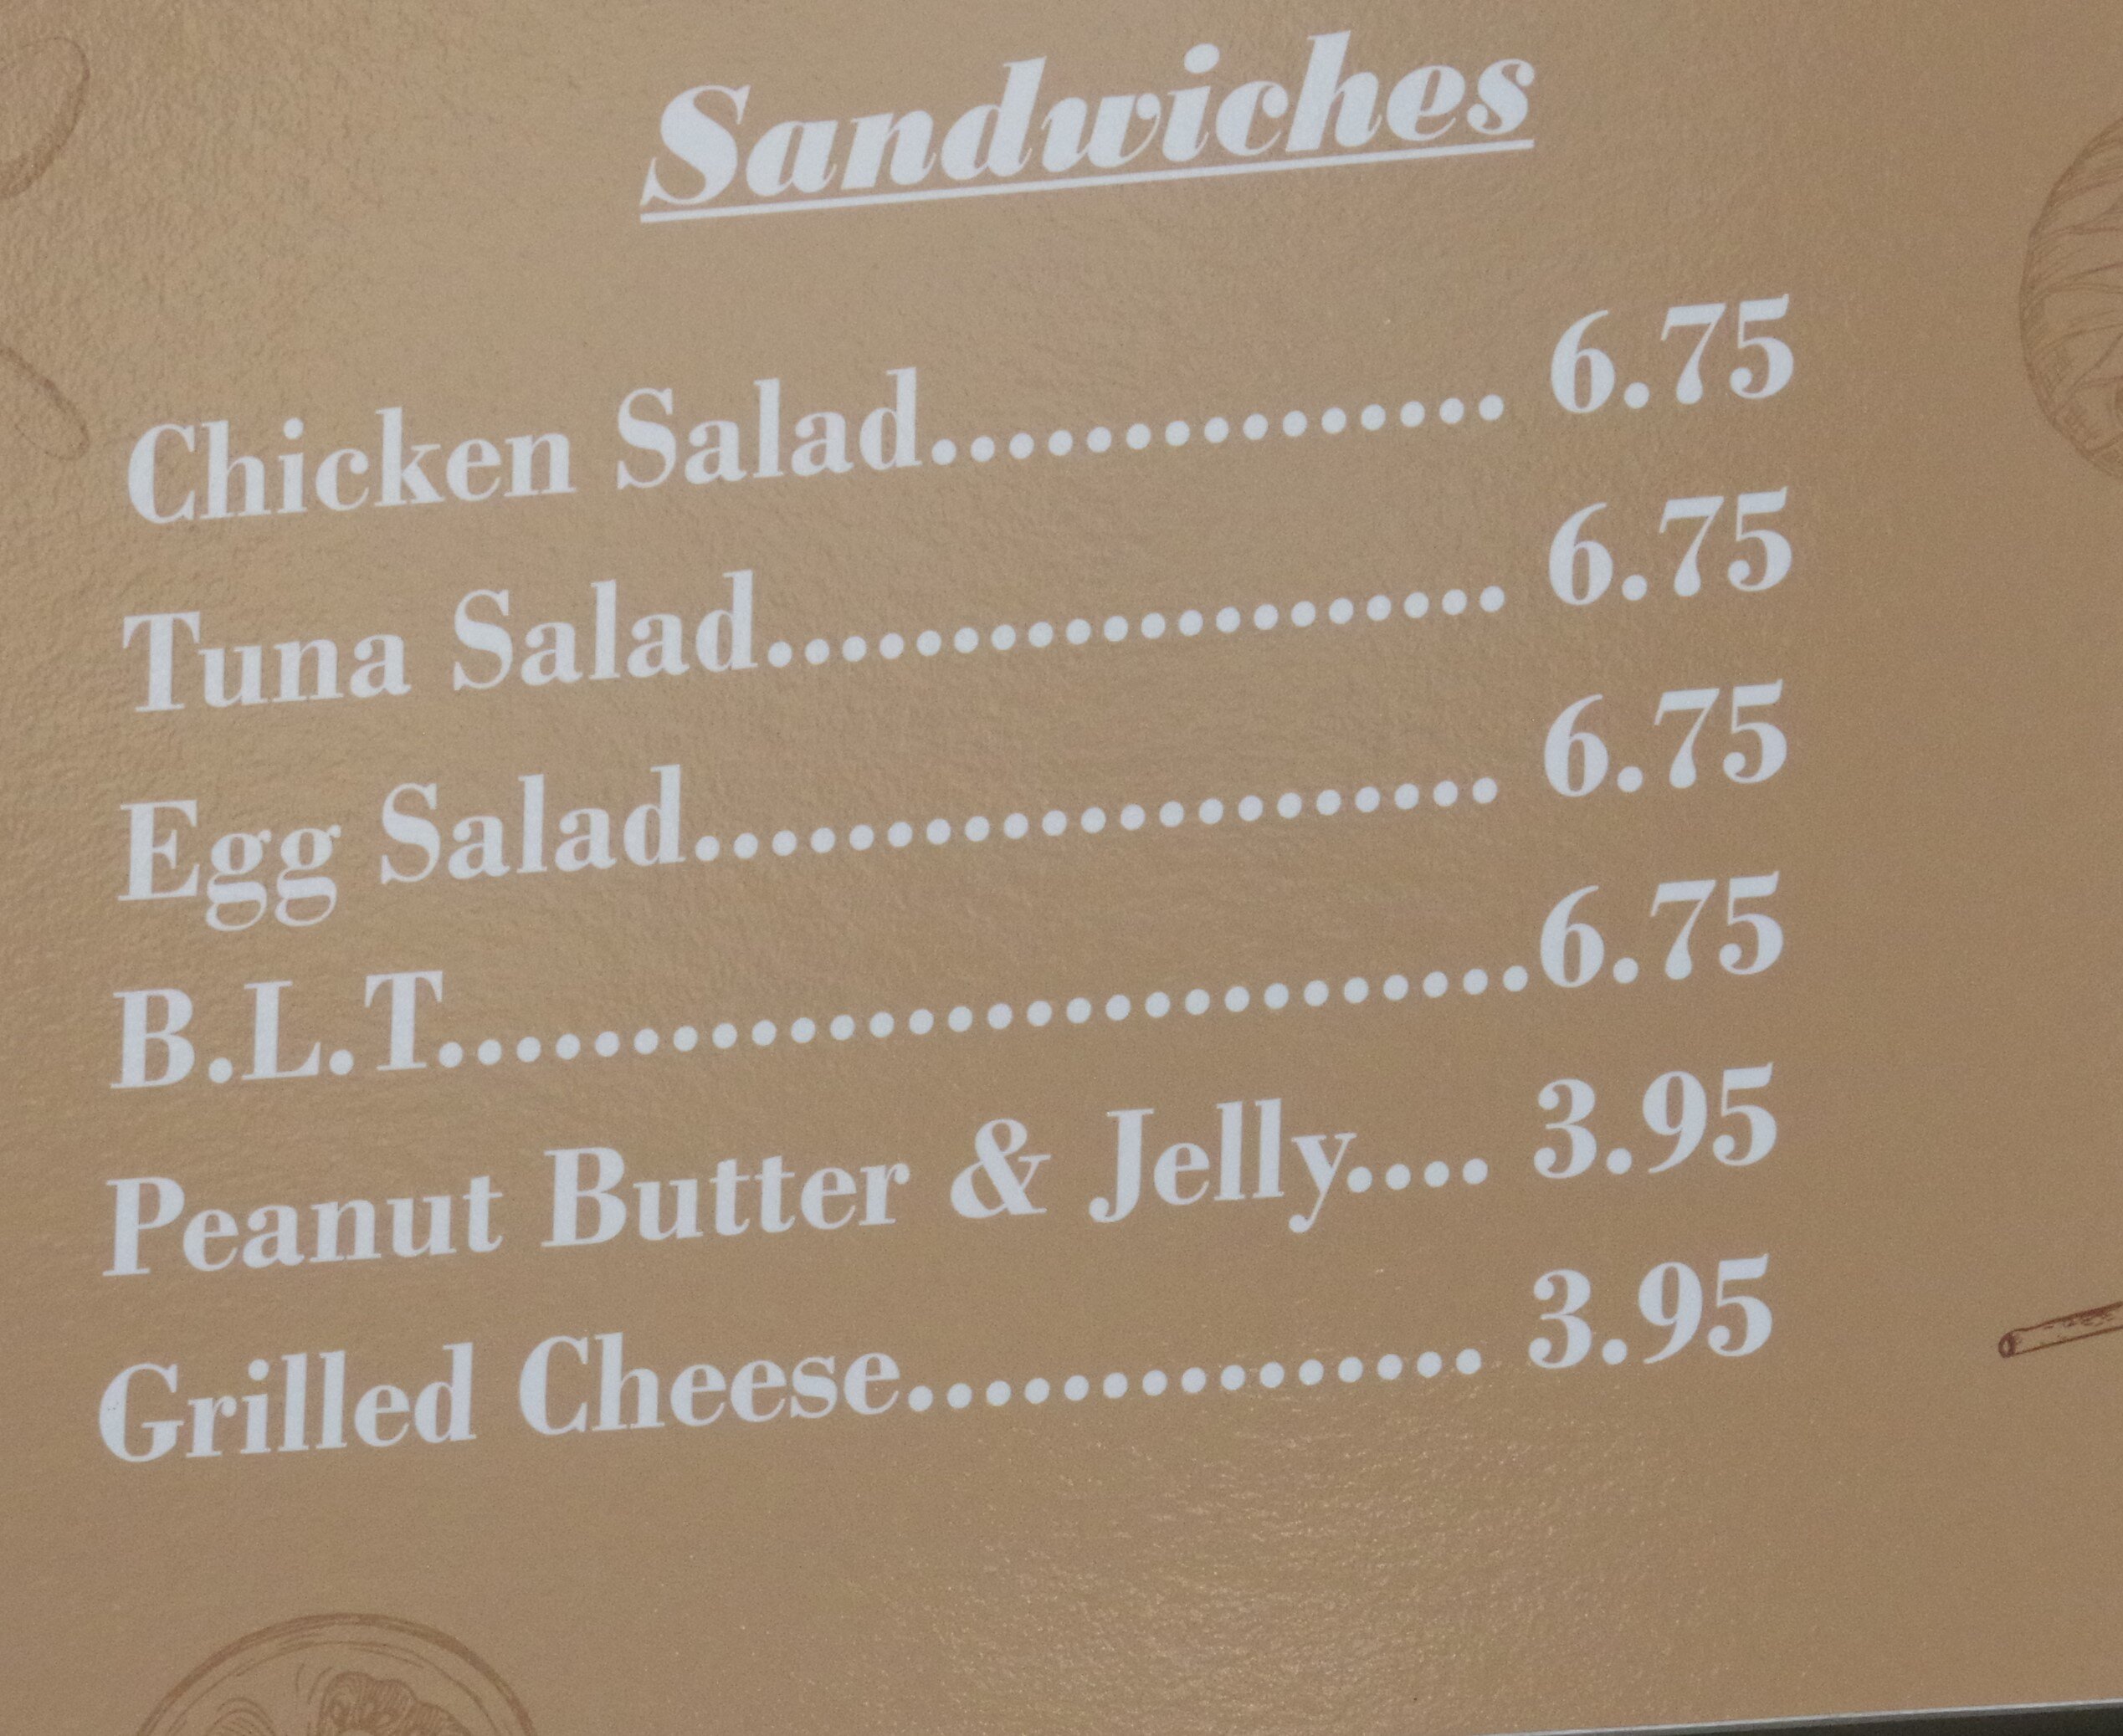 Sandwiches
Chicken Salad............... 6.75
Tuna Salad.................... 6.75
Egg Salad..................... 6.75
B.L.T............................6.75
Peanut Butter & Jelly.... 3.95
Grilled Cheese............... 3.95